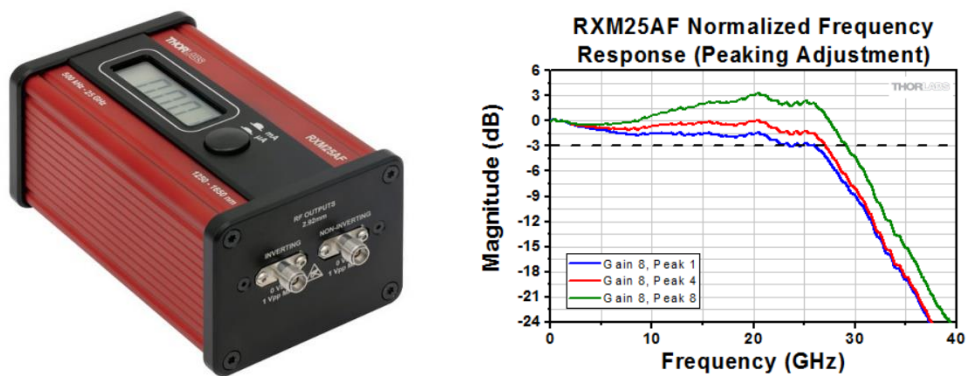 THORLABS
500 kHz - 25 GHz
mA
µA
RXM25AF
1250 - 1650 nm
RF OUTPUTS
2.92mm
INVERTING
NON-INVERTING
0 V
1 Vpp
0 V
1 Vpp
RXM25AF Normalized Frequency
Response (Peaking Adjustment)
THORLABS
Magnitude (dB)
6
3
0
-3
-6
-9
-12
-15
-18
-21
-24
Gain 8, Peak 1
Gain 8, Peak 4
Gain 8, Peak 8
0
10
20
30
40
Frequency (GHz)